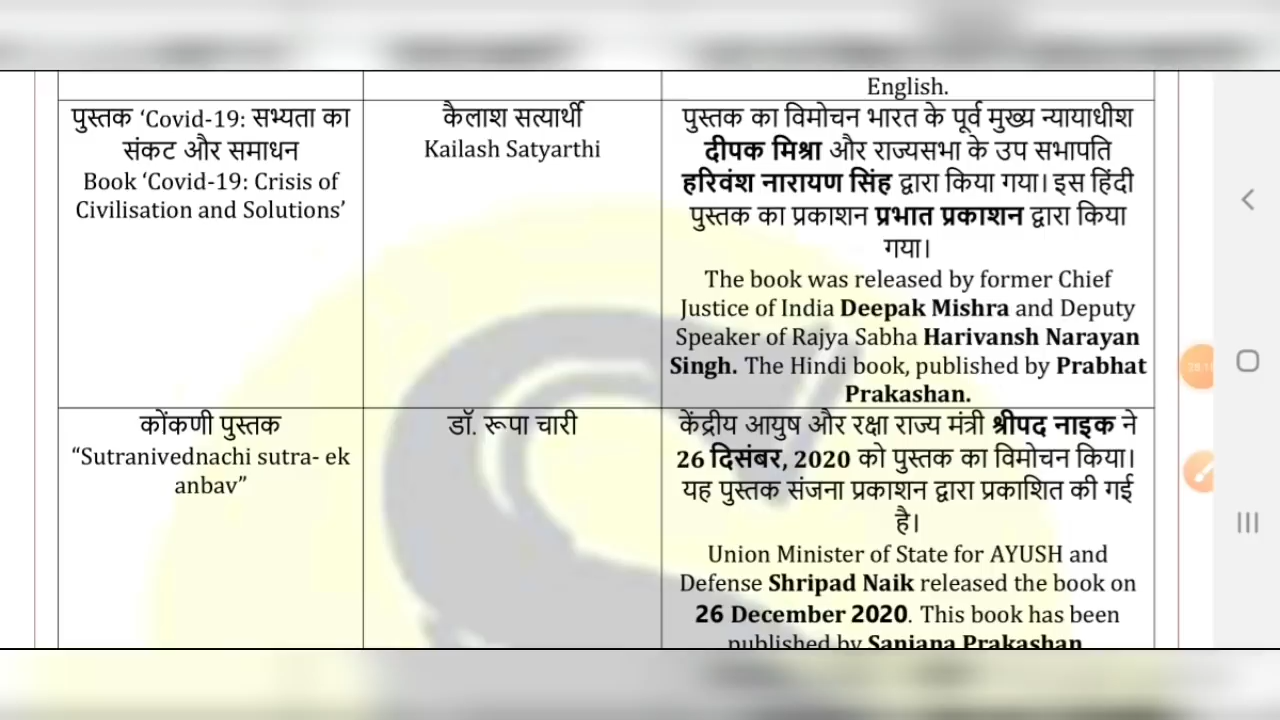 English.
पुस्तक ‘Covid-19: सभ्यता का
संकट और समाधन
Book ‘Covid-19: Crisis of
Civilisation and Solutions’
कैलाश सत्यार्थी
Kailash Satyarthi
पुस्तक का विमोचन भारत के पूर्व मुख्य न्यायाधीश
दीपक मिश्रा और राज्यसभा के उप सभापति
हरिवंश नारायण सिंह द्वारा किया गया। इस हिंदी
पुस्तक का प्रकाशन प्रभात प्रकाशन द्वारा किया
गया।
The book was released by former Chief
Justice of India Deepak Mishra and Deputy
Speaker of Rajya Sabha Harivansh Narayan
Singh. The Hindi book, published by Prabhat
Prakashan.
कोंकणी पुस्तक
“Sutranivednachi sutra- ek
anbav”
डॉ. रूपा चारी
केंद्रीय आयुष और रक्षा राज्य मंत्री श्रीपद नाइक ने
26 दिसंबर, 2020 को पुस्तक का विमोचन किया।
यह पुस्तक संजना प्रकाशन द्वारा प्रकाशित की गई
है।
Union Minister of State for AYUSH and
Defense Shripad Naik released the book on
26 December 2020. This book has been
published by Sanjana Prakashan